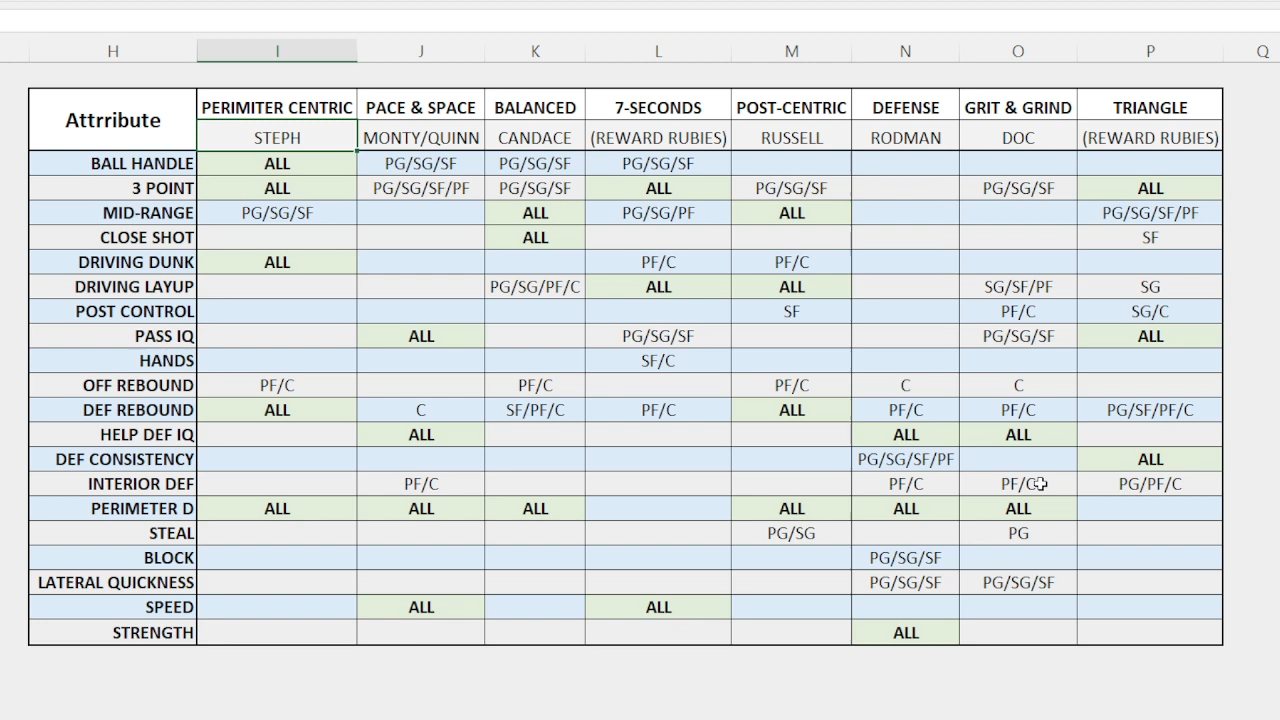 H I J K L M N O P Q
Attrribute PERIMITER CENTRIC PACE & SPACE BALANCED 7-SECONDS POST-CENTRIC DEFENSE GRIT & GRIND TRIANGLE
STEPH MONTY/QUINN CANDACE (REWARD RUBIES) RUSSELL RODMAN DOC (REWARD RUBIES)
BALL HANDLE ALL PG/SG/SF PG/SG/SF PG/SG/SF
3 POINT ALL PG/SG/SF/PF PG/SG/SF ALL PG/SG/SF PG/SG/SF ALL
MID-RANGE PG/SG/SF ALL PG/SG/PF ALL PG/SG/SF/PF
CLOSE SHOT ALL SF
DRIVING DUNK ALL PF/C PF/C
DRIVING LAYUP PG/SG/PF/C ALL ALL SG/SF/PF SG
POST CONTROL SF PF/C SG/C
PASS IQ ALL PG/SG/SF PG/SG/SF ALL
HANDS SF/C
OFF REBOUND PF/C PF/C PF/C C C
DEF REBOUND ALL C SF/PF/C PF/C ALL PF/C PF/C PG/SF/PF/C
HELP DEF IQ ALL ALL ALL
DEF CONSISTENCY PG/SG/SF/PF ALL
INTERIOR DEF PF/C PF/C PF/C PG/PF/C
PERIMETER D ALL ALL ALL ALL ALL ALL
STEAL PG/SG PG
BLOCK PG/SG/SF
LATERAL QUICKNESS PG/SG/SF PG/SG/SF
SPEED ALL ALL
STRENGTH ALL